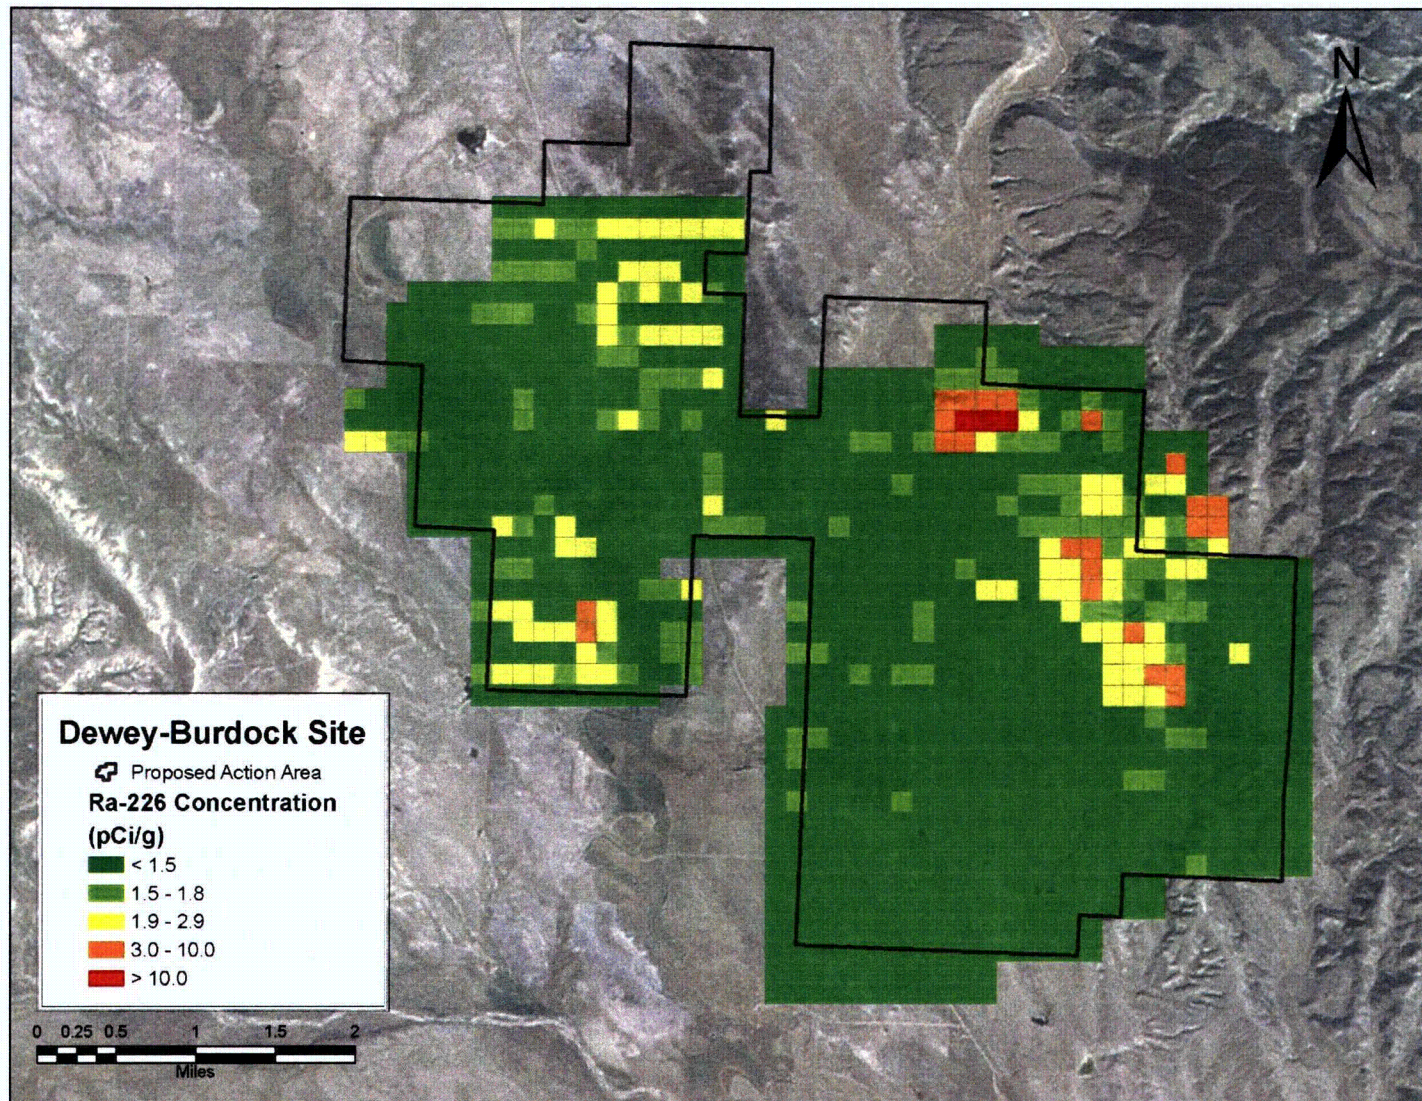 N
Dewey-Burdock Site
Proposed Action Area
Ra-226 Concentration
(pCi/g)
< 1.5
1.5 - 1.8
1.9 - 2.9
3.0 - 10.0
> 10.0
0 0.25 0.5 1 1.5 2
Miles